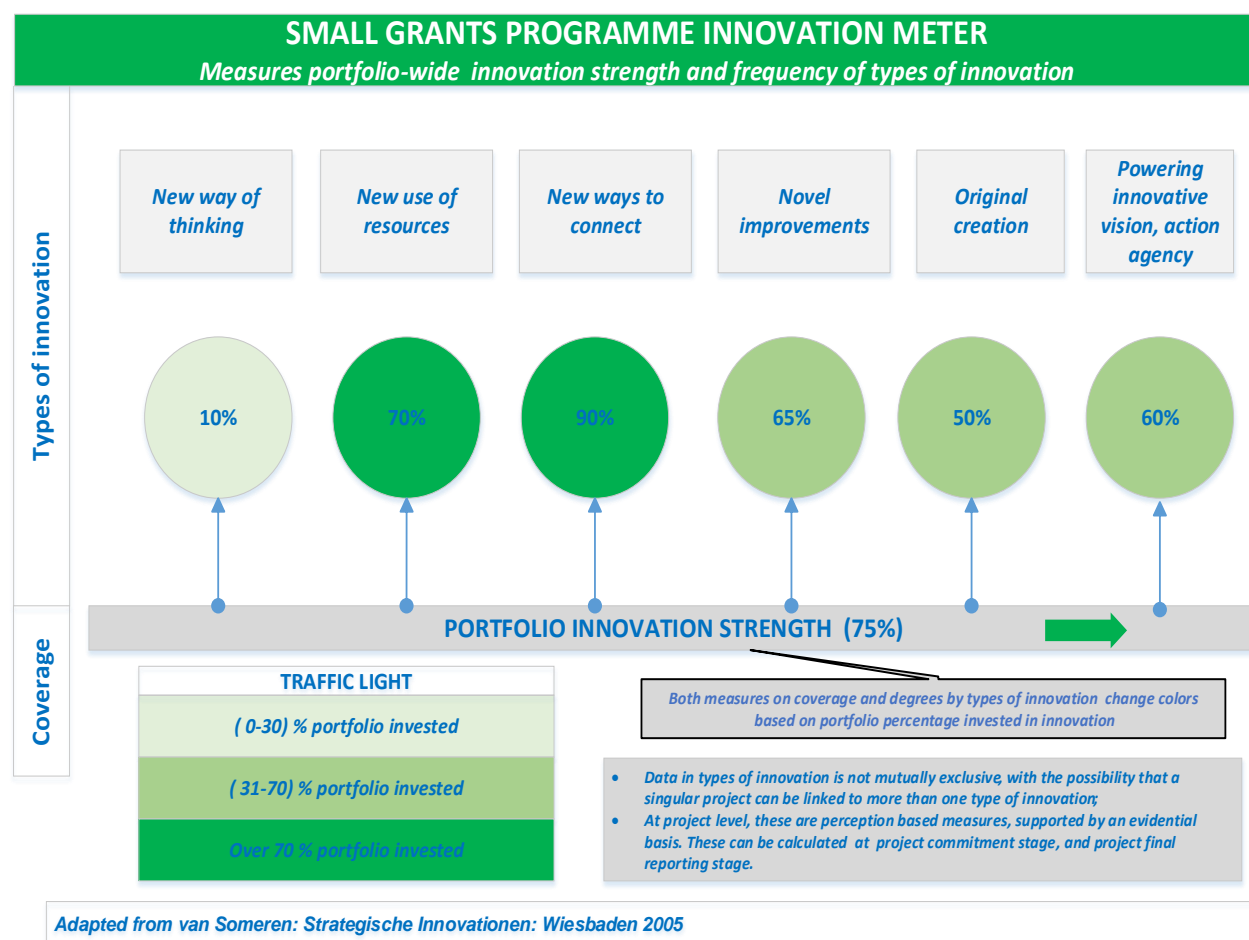 SMALL GRANTS PROGRAMME INNOVATION METER
Measures portfolio-wide innovation strength and frequency of types of innovation
Types of innovation
New way of
thinking
New use of
resources
New ways to
connect
Novel
improvements
Original
creation
Powering
innovative
vision, action
agency
10%
70%
90%
65%
50%
60%
Coverage
PORTFOLIO INNOVATION STRENGTH (75%)
TRAFFIC LIGHT
( 0-30) % portfolio invested
( 31-70) % portfolio invested
Over 70 % portfolio invested
Both measures on coverage and degrees by types of innovation change colors
based on portfolio percentage invested in innovation
• Data in types of innovation is not mutually exclusive, with the possibility that a
singular project can be linked to more than one type of innovation;
• At project level, these are perception based measures, supported by an evidential
basis. These can be calculated at project commitment stage, and project final
reporting stage.
Adapted from van Someren: Strategische Innovationen: Wiesbaden 2005